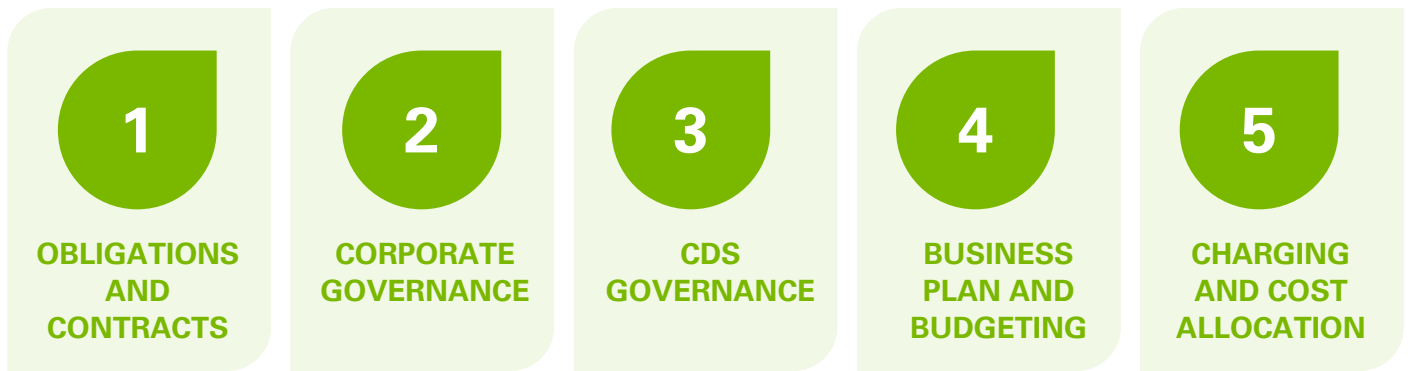 1
OBLIGATIONS
AND
CONTRACTS
2
CORPORATE
GOVERNANCE
3
CDS
GOVERNANCE
4
BUSINESS
PLAN AND
BUDGETING
5
CHARGING
AND COST
ALLOCATION